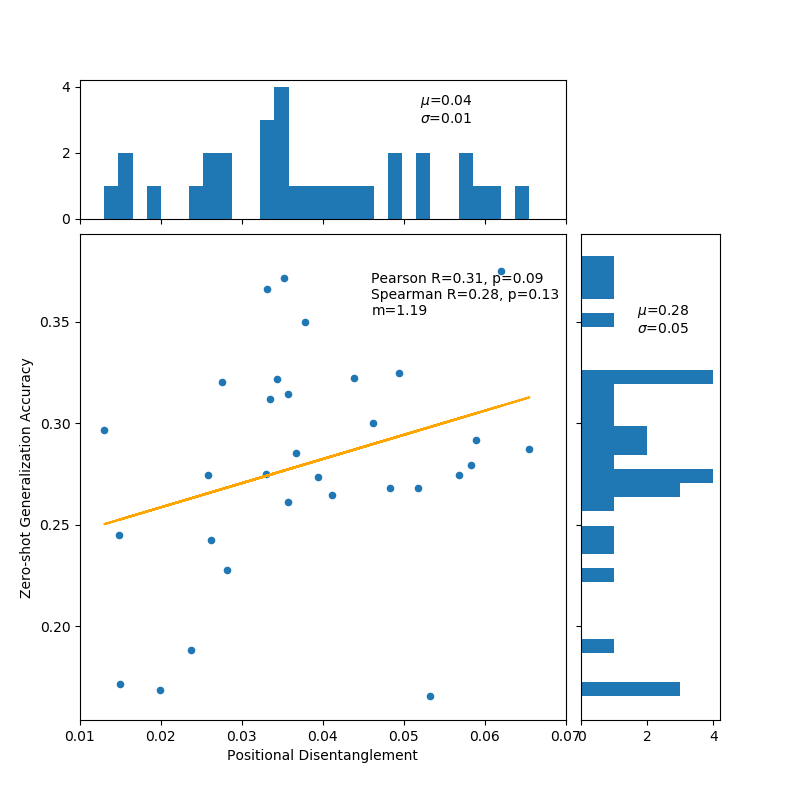 4
2
0
μ=0.04
σ=0.01
Pearson R=0.31, p=0.09
Spearman R=0.28, p=0.13
m=1.19
μ=0.28
σ=0.05
0.35
0.30
0.25
0.20
Zero-shot Generalization Accuracy
0.01 0.02 0.03 0.04 0.05 0.06 0.07
Positional Disentanglement
0 2 4